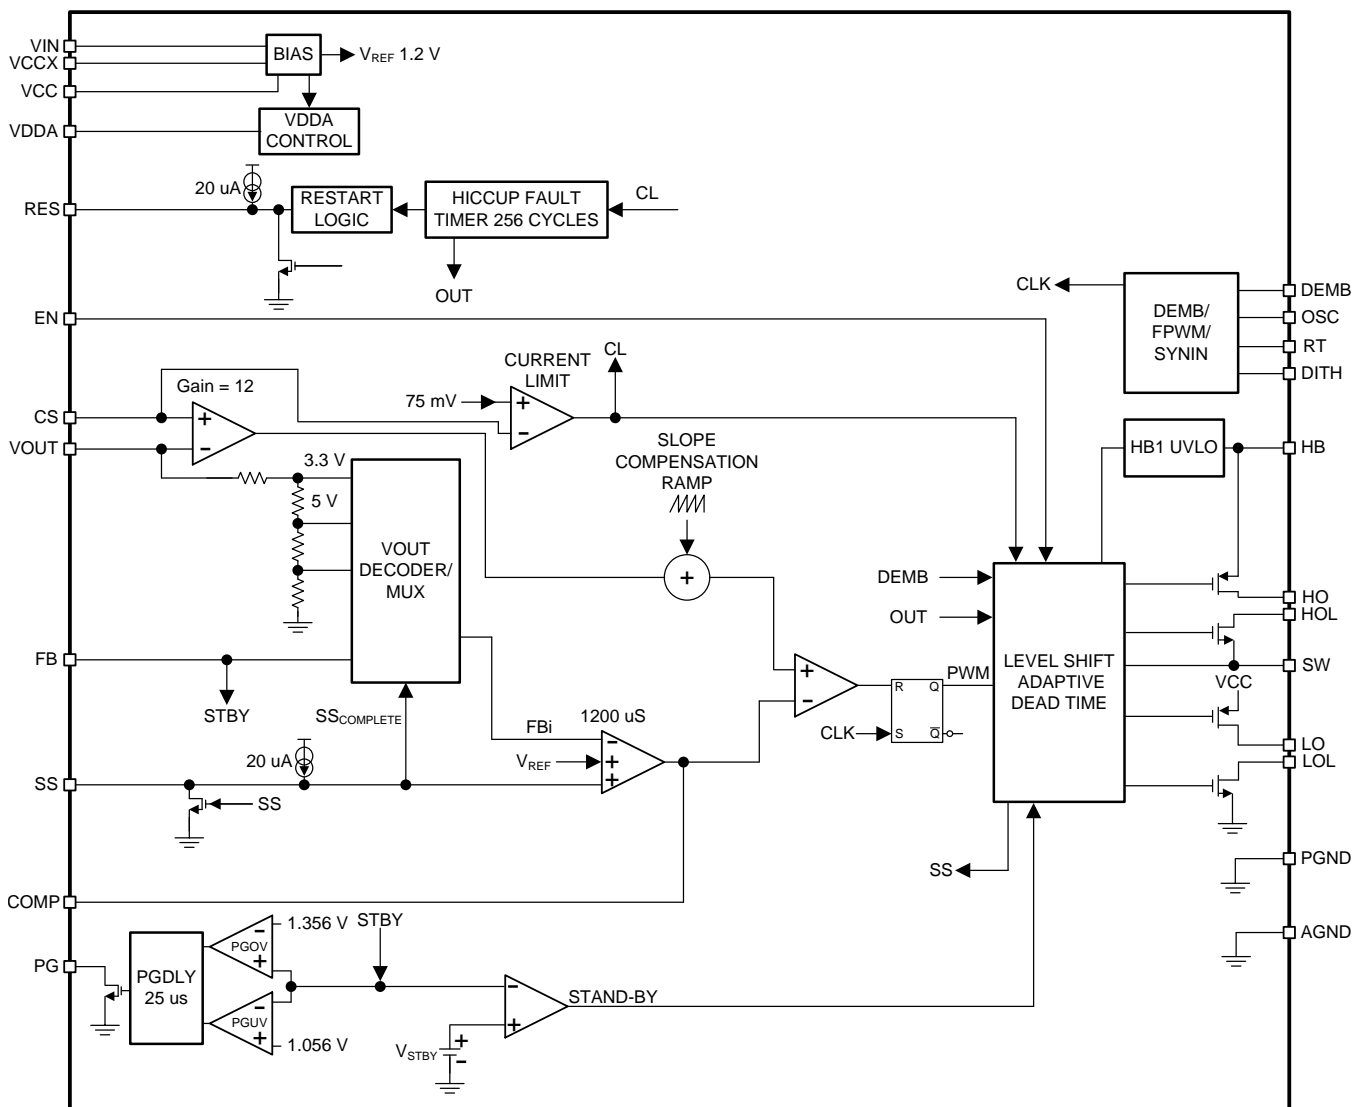 VIN
VCCX
VCC
VDDA
BIAS
VREF 1.2 V
VDDA
CONTROL
20 uA
RES
RESTART
LOGIC
HICCUP FAULT
TIMER 256 CYCLES
CL
OUT
EN
CLK
DEMB/
FPWM/
SYNIN
DEMB
OSC
RT
DITH
Gain = 12
CS
VOUT
+
−
CURRENT
LIMIT
75 mV
+
−
CL
HB1 UVLO
HB
3.3 V
5 V
VOUT
DECODER/
MUX
SLOPE
COMPENSATION
RAMP
+
DEMB
OUT
LEVEL SHIFT
ADAPTIVE
DEAD TIME
HO
HOL
SW
VCC
LO
LOL
FB
STBY
SSCOMPLETE
FBi
1200 uS
VREF
−
+
+
+
−
R
Q
S
Q
PWM
CLK
20 uA
SS
SS
SS
PGND
AGND
COMP
PG
PGDLY
25 us
−
PGOV
+
1.356 V
−
PGUV
+
1.056 V
STBY
−
+
STAND-BY
VSTBY
+
−